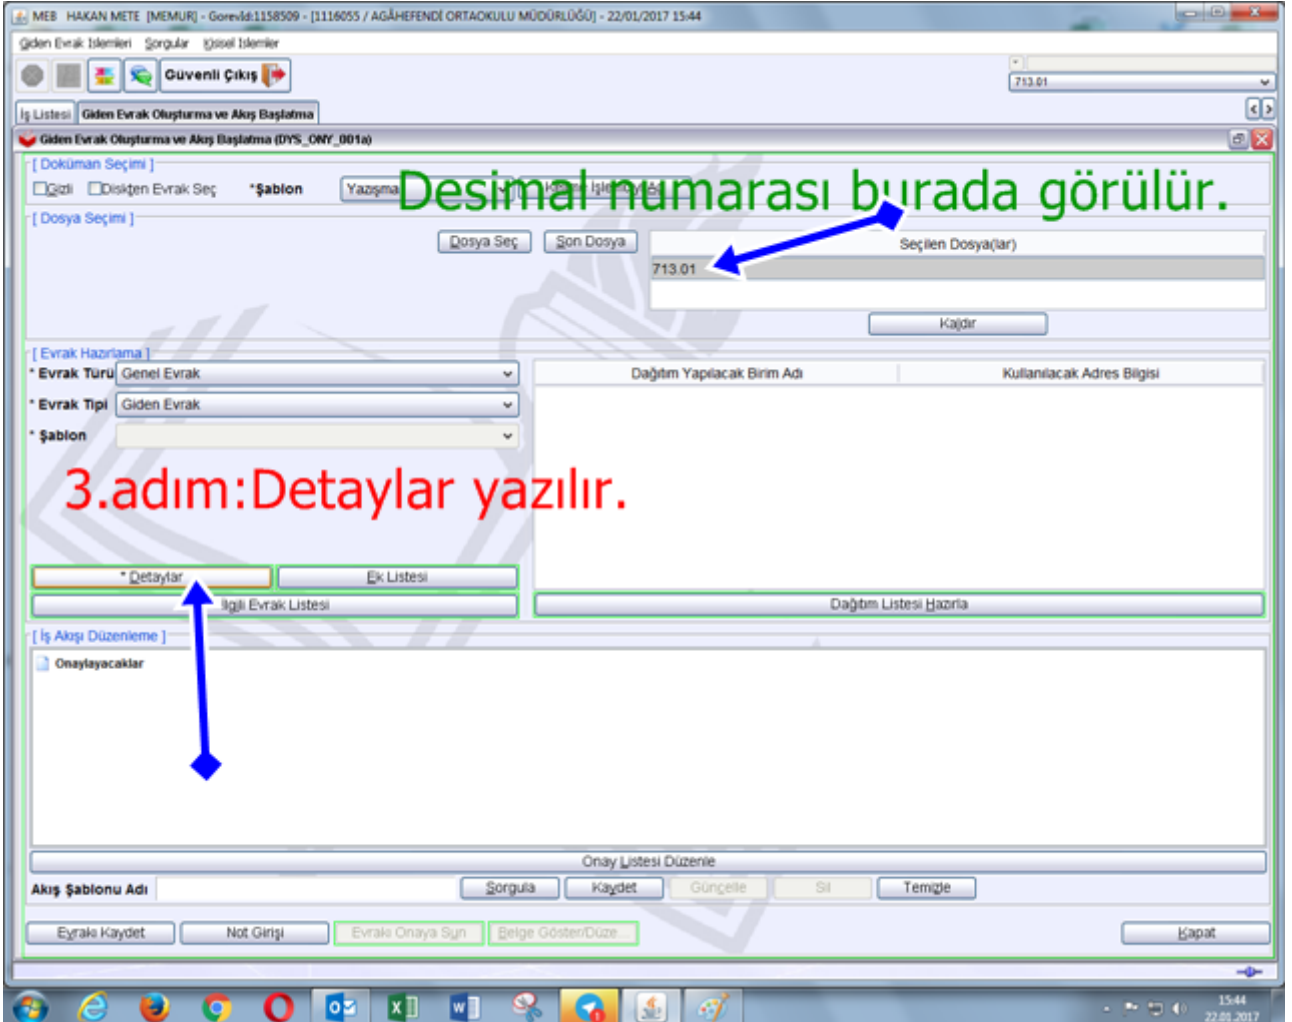 MEB HAKAN METE [MEMUR] - GorevId:1158509 - [1116055 / AGÂHEFENDİ ORTAOKULU MÜDÜRLÜĞÜ] - 22/01/2017 15:44
Giden Evrak İşlemleri Sorgular Kişisel İşlemler
Güvenli Çıkış
713.01
İş Listesi Giden Evrak Oluşturma ve Akış Başlatma
Giden Evrak Oluşturma ve Akış Başlatma (DYS_ONY_001a)
[ Doküman Seçimi ]
Gizli Diskten Evrak Seç *Şablon Yazışma
Desimal numarası burada görülür.
[ Dosya Seçimi ]
Dosya Seç Son Dosya Seçilen Dosya(lar)
713.01
Kaldır
[ Evrak Hazırlama ]
* Evrak Türü Genel Evrak Dağıtım Yapılacak Birim Adı Kullanılacak Adres Bilgisi
* Evrak Tipi Giden Evrak
* Şablon
3.adım:Detaylar yazılır.
* Detaylar Ek Listesi
İlgili Evrak Listesi Dağıtım Listesi Hazırla
[ İş Akışı Düzenleme ]
Onaylayacaklar
Onay Listesi Düzenle
Akış Şablonu Adı Sorgula Kaydet Güncelle Sil Temizle
Evrakı Kaydet Not Girişi Evrakı Onaya Sun Belge Göster/Düze... Kapat
15:44
22.01.2017